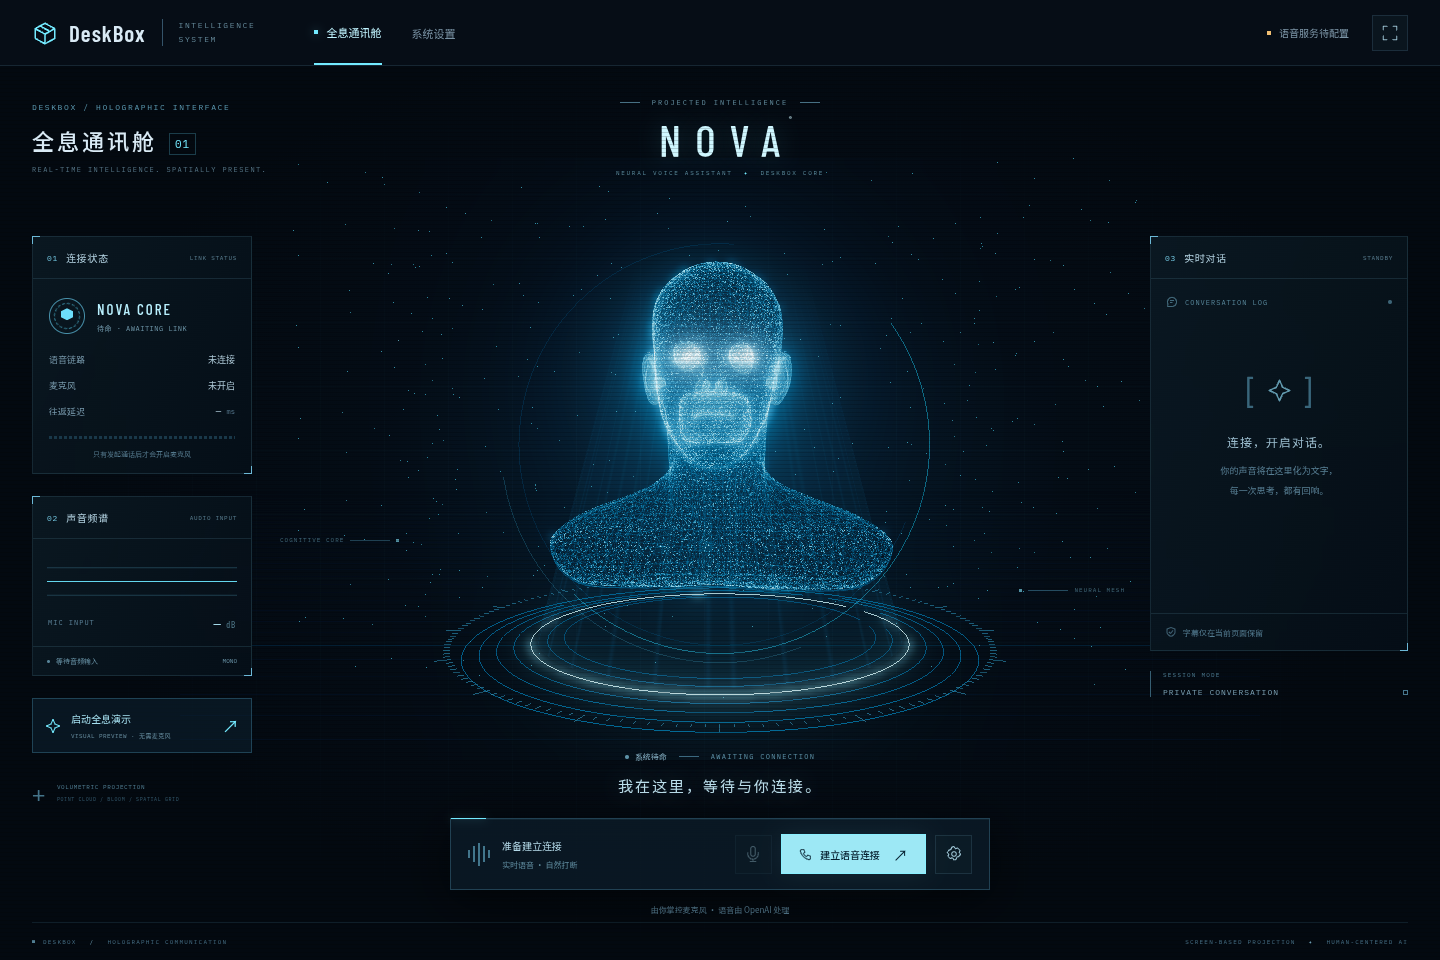 DeskBox
INTELLIGENCE
SYSTEM
全息通讯舱
系统设置
语音服务待配置
DESKBOX / HOLOGRAPHIC INTERFACE
全息通讯舱 01
REAL-TIME INTELLIGENCE. SPATIALLY PRESENT.
PROJECTED INTELLIGENCE
NOVA
NEURAL VOICE ASSISTANT ✦ DESKBOX CORE
01 连接状态 LINK STATUS
NOVA CORE
待命 · AWAITING LINK
语音链路 未连接
麦克风 未开启
往返延迟 — ms
只有发起通话后才会开启麦克风
02 声音频谱 AUDIO INPUT
MIC INPUT — dB
等待音频输入 MONO
启动全息演示
VISUAL PREVIEW · 无需麦克风
VOLUMETRIC PROJECTION
POINT CLOUD / BLOOM / SPATIAL GRID
COGNITIVE CORE
NEURAL MESH
03 实时对话 STANDBY
CONVERSATION LOG
连接，开启对话。
你的声音将在这里化为文字，
每一次思考，都有回响。
字幕仅在当前页面保留
SESSION MODE
PRIVATE CONVERSATION
系统待命 AWAITING CONNECTION
我在这里，等待与你连接。
准备建立连接
实时语音 · 自然打断
建立语音连接
由你掌控麦克风 · 语音由 OpenAI 处理
DESKBOX / HOLOGRAPHIC COMMUNICATION
SCREEN-BASED PROJECTION ✦ HUMAN-CENTERED AI